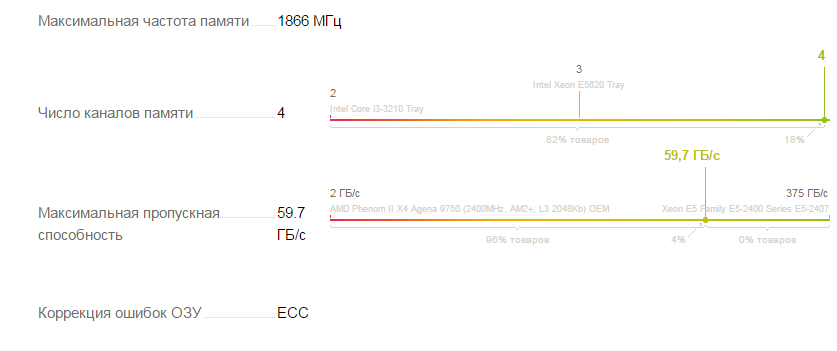 Максимальная частота памяти 1866 МГц
4
3
Intel Xeon E5620 Tray
2
Intel Core i3-3210 Tray
Число каналов памяти 4
82% товаров 18%
59,7 ГБ/с
2 ГБ/с 375 ГБ/с
AMD Phenom II X4 Agena 9750 (2400MHz, AM2+, L3 2048Kb) OEM Xeon E5 Family E5-2400 Series E5-2407
Максимальная пропускная 59.7
способность ГБ/с
96% товаров 4% 0% товаров
Коррекция ошибок ОЗУ ECC